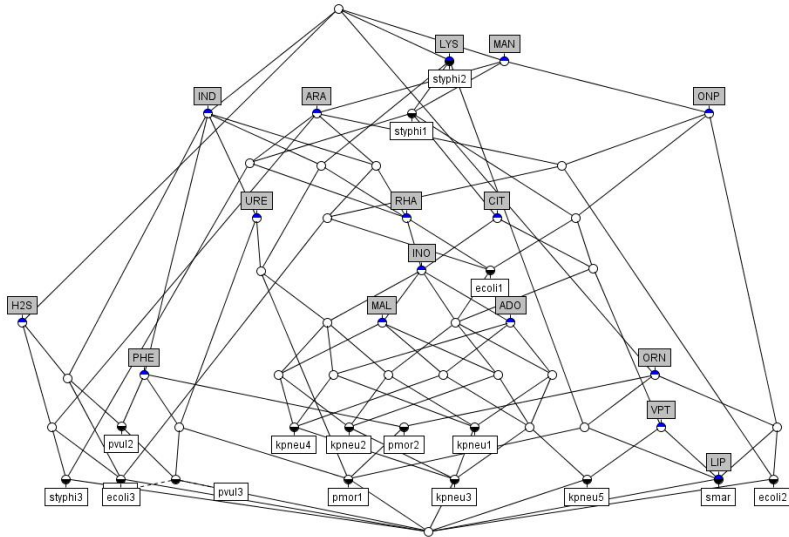 LYS
MAN
styphi2
IND
ARA
ONP
styphi1
URE
RHA
CIT
INO
ecoli1
H2S
MAL
ADO
PHE
ORN
VPT
pvul2
kpneu4
kpneu2
pmor2
kpneu1
LIP
styphi3
ecoli3
pvul3
pmor1
kpneu3
kpneu5
smar
ecoli2